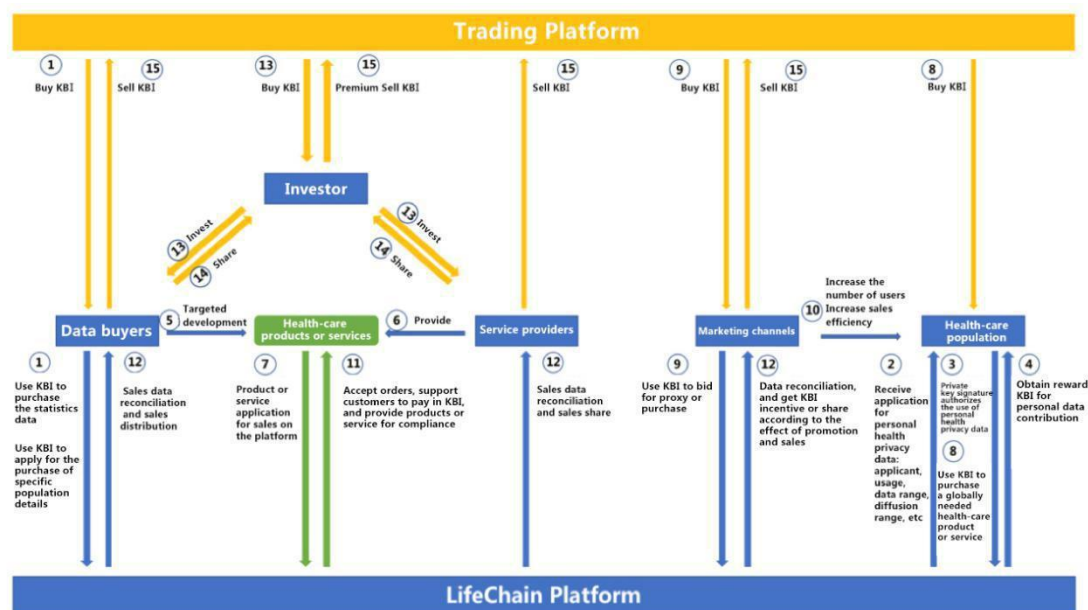 Trading Platform
1
Buy KBI
15
Sell KBI
13
Buy KBI
15
Premium Sell KBI
15
Sell KBI
9
Buy KBI
15
Sell KBI
8
Buy KBI
Investor
13 Invest
14 Share
13 Invest
14 Share
Data buyers
5
Targeted
development
Health-care
products or services
6
Provide
Service providers
Marketing channels
10
Increase the
number of users
Increase sales
efficiency
Health-care
population
1
Use KBI to
purchase
the statistics
data
Use KBI to
apply for the
purchase of
specific
population
details
12
Sales data
reconciliation
and sales
distribution
7
Product or
service
application
for sales on
the platform
11
Accept orders, support
customers to pay in KBI,
and provide products or
service for compliance
12
Sales data
reconciliation
and sales share
9
Use KBI to bid
for proxy or
purchase
12
Data reconciliation,
and get KBI
incentive or share
according to the
effect of promotion
and sales
2
Receive
application
for
personal
health
privacy
data:
applicant,
usage,
data range,
diffusion
range, etc
3
Private
key signature
authorizes
the use of
personal
health
privacy data
8
Use KBI to
purchase
a globally
needed
health-care
product
or service
4
Obtain reward
KBI for
personal data
contribution
LifeChain Platform